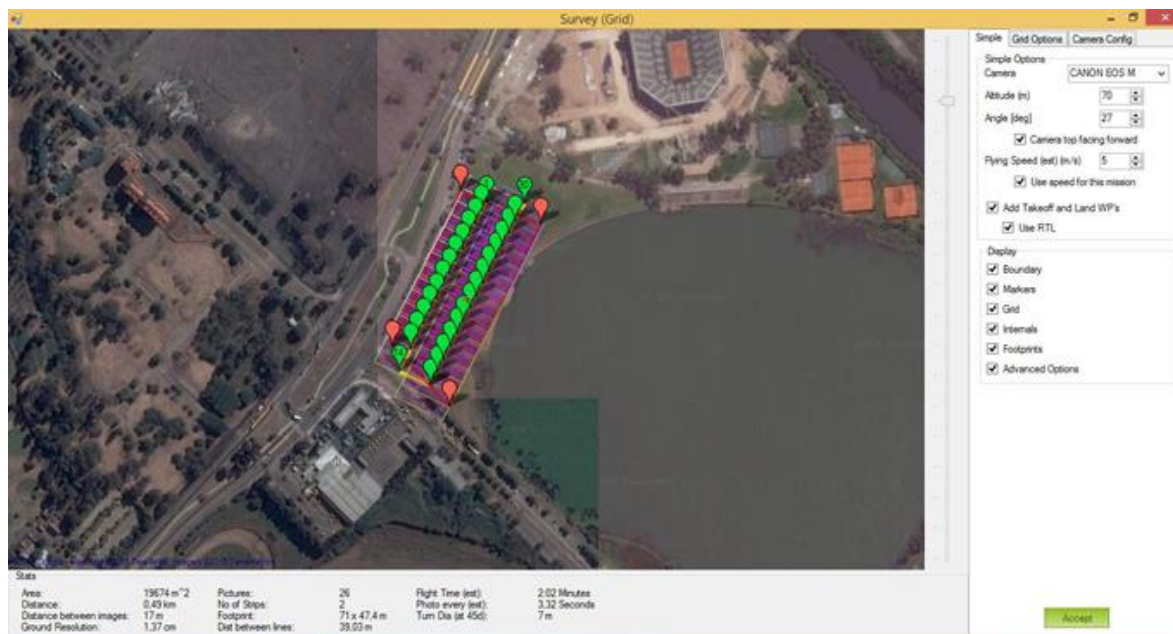 Survey (Grid)
Simple Grid Options Camera Config
Simple Options
Camera CANON EOS M
Altitude (m) 70
Angle [deg] 27
Camera top facing forward
Flying Speed (est) (m/s) 5
Use speed for this mission
Add Takeoff and Land WP's
Use RTL
Display
Boundary
Markers
Grid
Internals
Footprints
Advanced Options
Accept
Stats
Area: 19674 m^2 Pictures: 26 Flight Time (est): 2:02 Minutes
Distance: 0,49 km No of Strips: 2 Photo every (est): 3,32 Seconds
Distance between images: 17 m Footprint: 71 x 47,4 m Turn Dia (at 45d): 7 m
Ground Resolution: 1,37 cm Dist between lines: 39,03 m